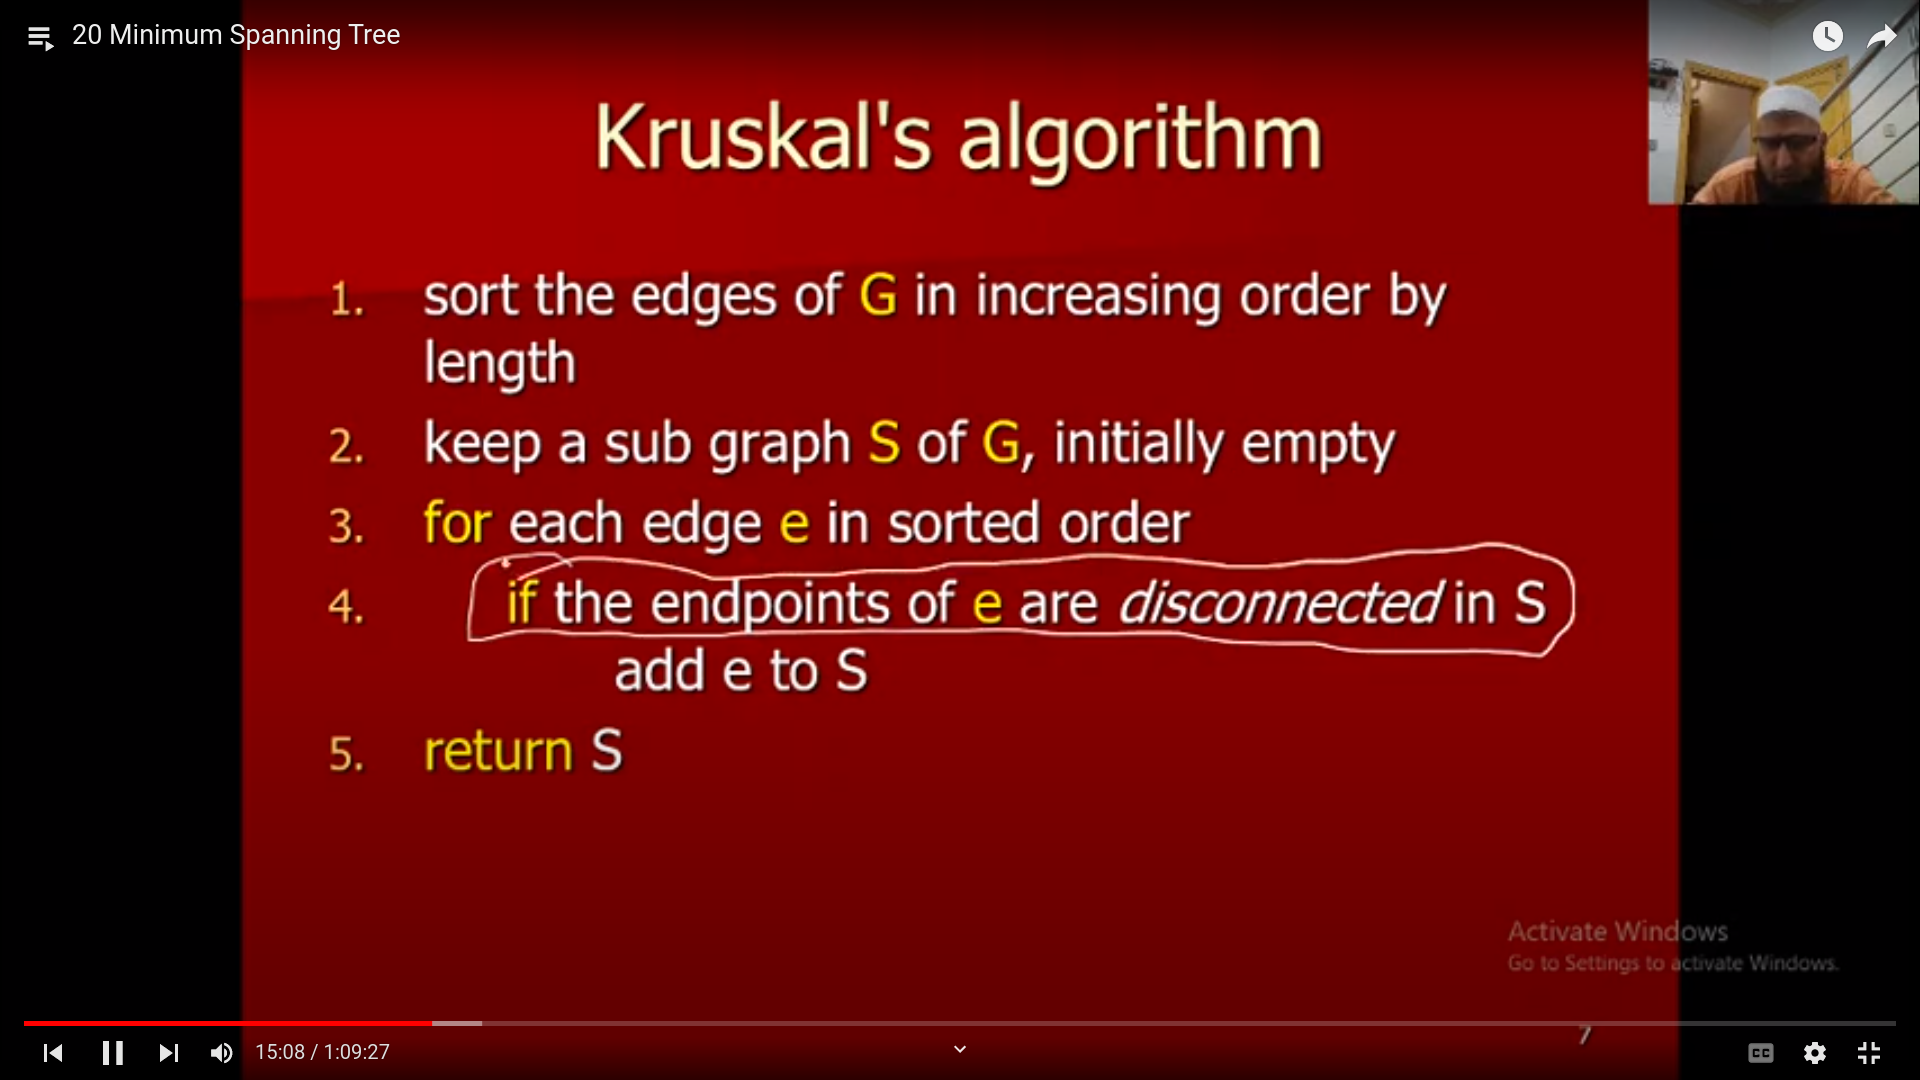 20 Minimum Spanning Tree
Kruskal's algorithm
1. sort the edges of G in increasing order by
length
2. keep a sub graph S of G, initially empty
3. for each edge e in sorted order
4. if the endpoints of e are disconnected in S
add e to S
5. return S
Activate Windows
Go to Settings to activate Windows.
7
15:08 / 1:09:27
CC